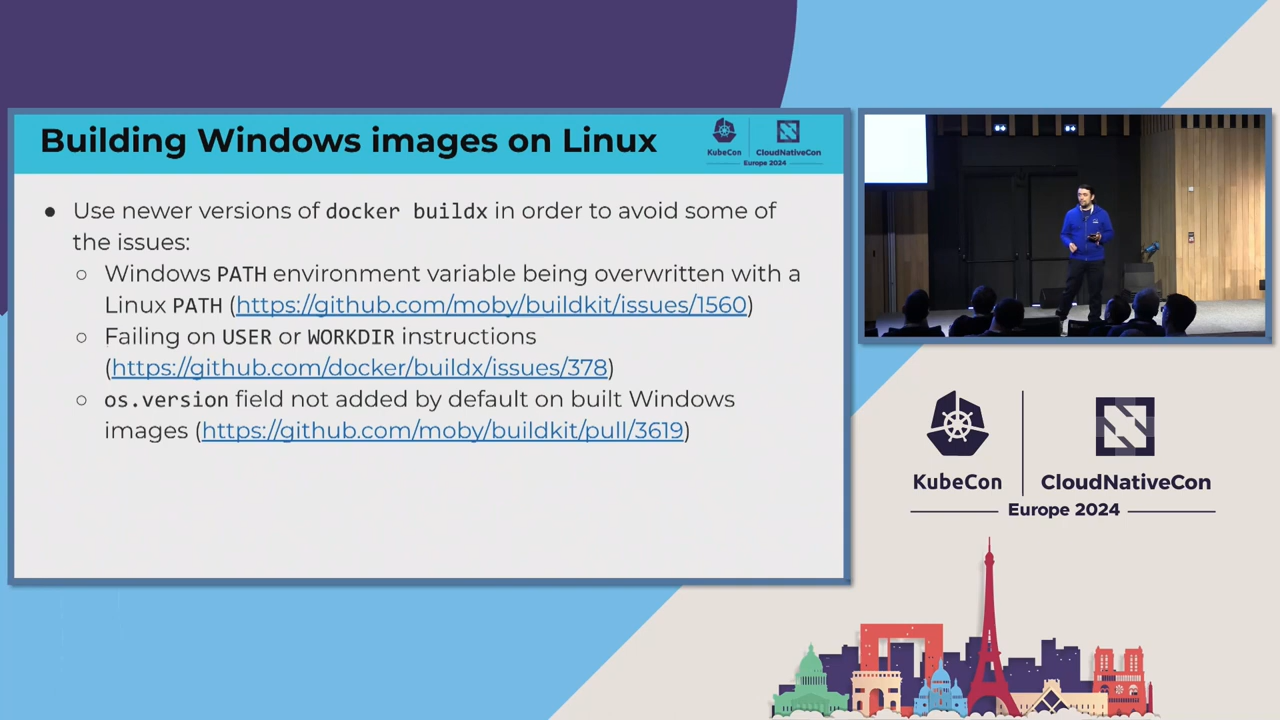 Building Windows images on Linux
KubeCon
CloudNativeCon
Europe 2024
● Use newer versions of docker buildx in order to avoid some of
the issues:
○ Windows PATH environment variable being overwritten with a
Linux PATH (https://github.com/moby/buildkit/issues/1560)
○ Failing on USER or WORKDIR instructions
(https://github.com/docker/buildx/issues/378)
○ os.version field not added by default on built Windows
images (https://github.com/moby/buildkit/pull/3619)
KubeCon
CloudNativeCon
Europe 2024